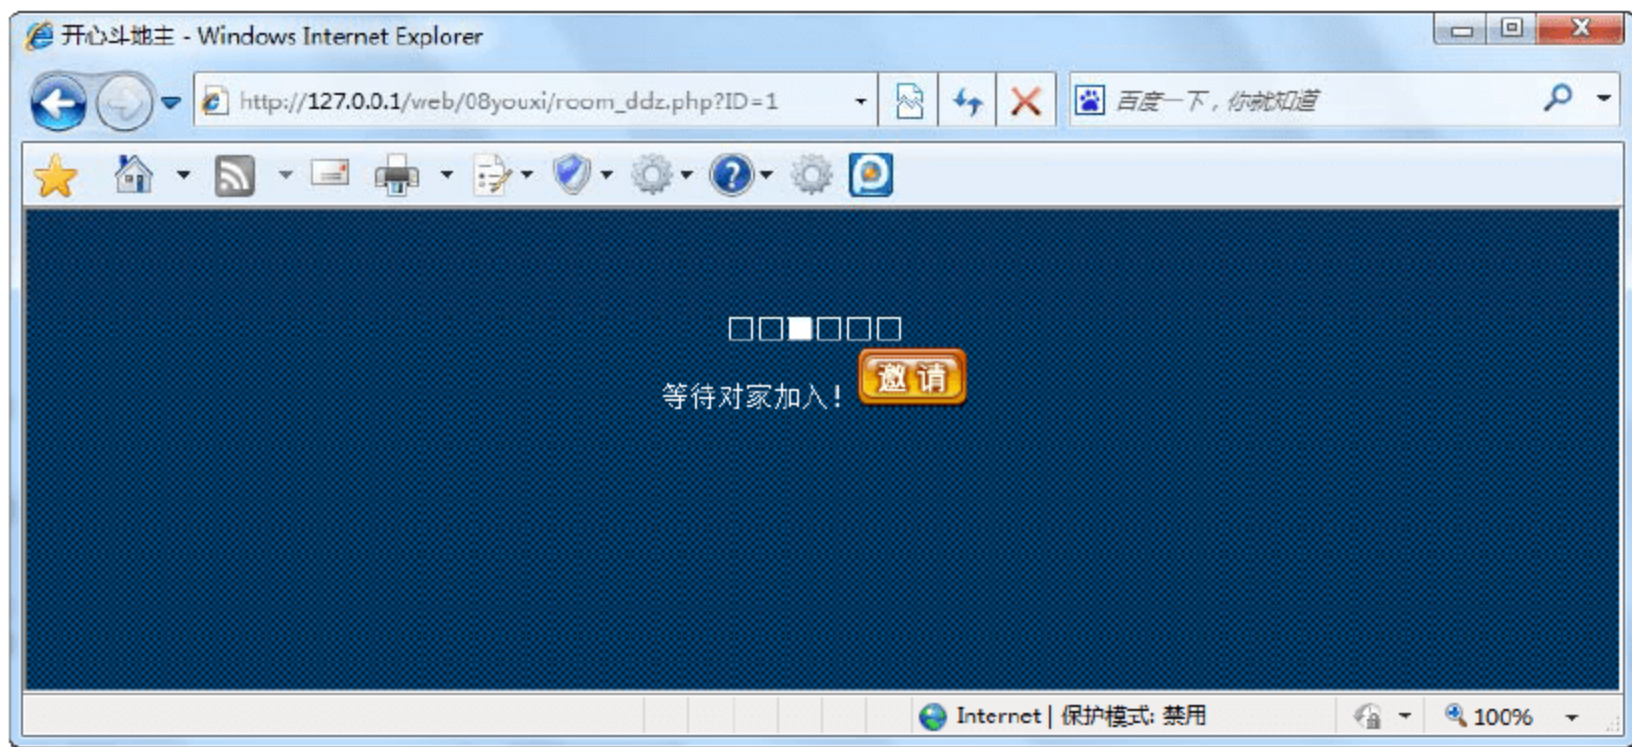 开心斗地主 - Windows Internet Explorer
http://127.0.0.1/web/08youxi/room_ddz.php?ID=1
百度一下，你就知道
□□■□□□
等待对家加入! 邀请
Internet | 保护模式: 禁用
100%